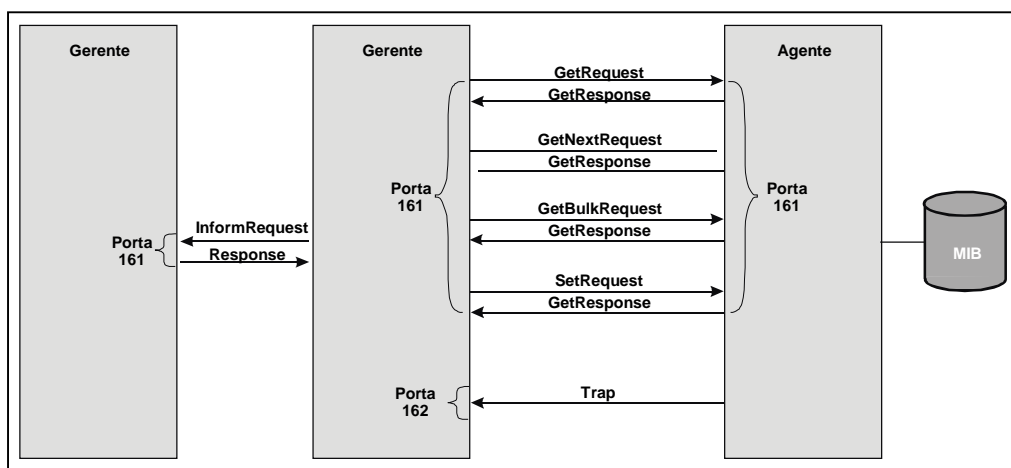 Gerente
Gerente
Agente
GetRequest
GetResponse
GetNextRequest
GetResponse
Porta
161
Porta
161
GetBulkRequest
GetResponse
InformRequest
Porta
161
Response
MIB
SetRequest
GetResponse
Porta
162
Trap